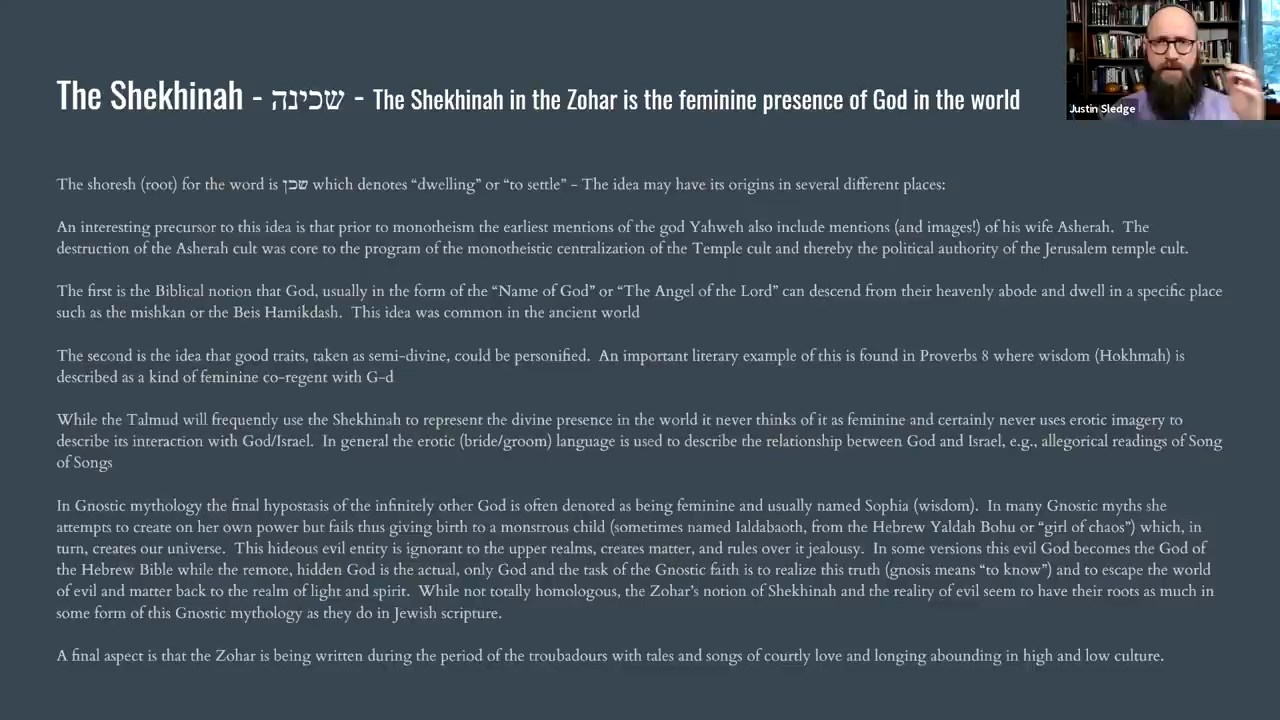 The Shekhinah - שכינה - The Shekhinah in the Zohar is the feminine presence of God in the world
Justin Sledge
The shoresh (root) for the word is שכן which denotes “dwelling” or “to settle” - The idea may have its origins in several different places:
An interesting precursor to this idea is that prior to monotheism the earliest mentions of the god Yahweh also include mentions (and images!) of his wife Asherah. The
destruction of the Asherah cult was core to the program of the monotheistic centralization of the Temple cult and thereby the political authority of the Jerusalem temple cult.
The first is the Biblical notion that God, usually in the form of the “Name of God” or “The Angel of the Lord” can descend from their heavenly abode and dwell in a specific place
such as the mishkan or the Beis Hamikdash. This idea was common in the ancient world
The second is the idea that good traits, taken as semi-divine, could be personified. An important literary example of this is found in Proverbs 8 where wisdom (Hokhmah) is
described as a kind of feminine co-regent with G-d
While the Talmud will frequently use the Shekhinah to represent the divine presence in the world it never thinks of it as feminine and certainly never uses erotic imagery to
describe its interaction with God/Israel. In general the erotic (bride/groom) language is used to describe the relationship between God and Israel, e.g., allegorical readings of Song
of Songs
In Gnostic mythology the final hypostasis of the infinitely other God is often denoted as being feminine and usually named Sophia (wisdom). In many Gnostic myths she
attempts to create on her own power but fails thus giving birth to a monstrous child (sometimes named Ialdabaoth, from the Hebrew Yaldah Bohu or “girl of chaos”) which, in
turn, creates our universe. This hideous evil entity is ignorant to the upper realms, creates matter, and rules over it jealousy. In some versions this evil God becomes the God of
the Hebrew Bible while the remote, hidden God is the actual, only God and the task of the Gnostic faith is to realize this truth (gnosis means “to know”) and to escape the world
of evil and matter back to the realm of light and spirit. While not totally homologous, the Zohar’s notion of Shekhinah and the reality of evil seem to have their roots as much in
some form of this Gnostic mythology as they do in Jewish scripture.
A final aspect is that the Zohar is being written during the period of the troubadours with tales and songs of courtly love and longing abounding in high and low culture.